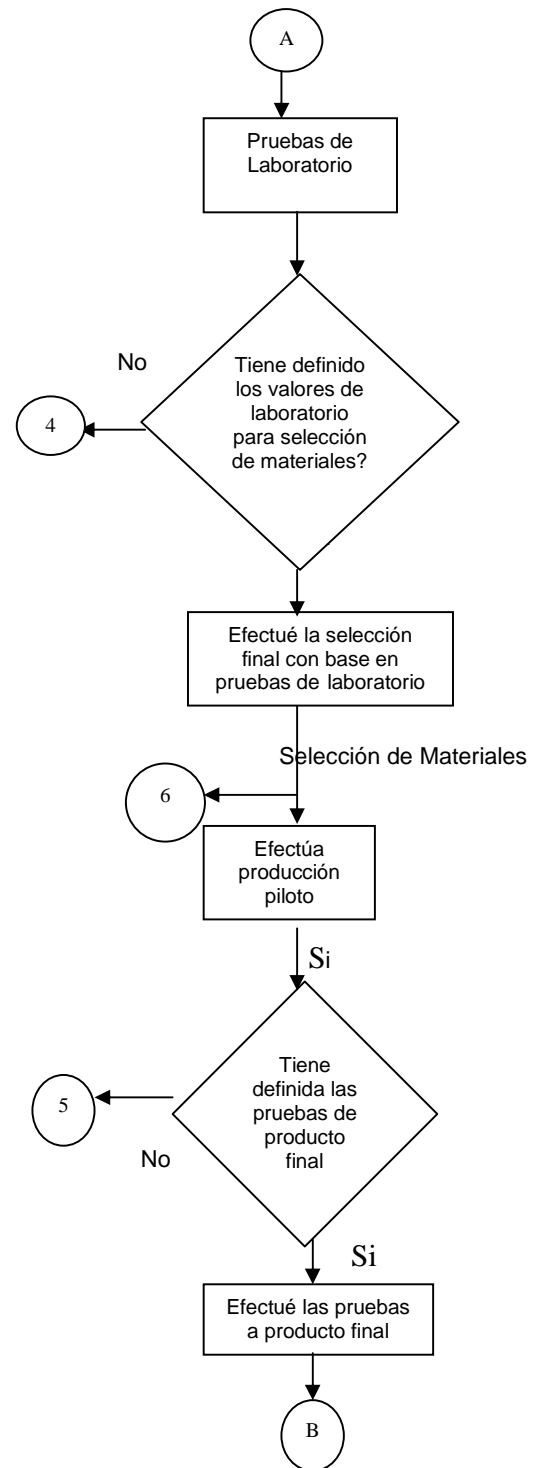 A
Pruebas de
Laboratorio
No
Tiene definido
los valores de
laboratorio
para selección
de materiales?
4
Efectué la selección
final con base en
pruebas de laboratorio
Selección de Materiales
6
Efectúa
producción
piloto
Si
Tiene
definida las
pruebas de
producto
final
5
No
Si
Efectué las pruebas
a producto final
B